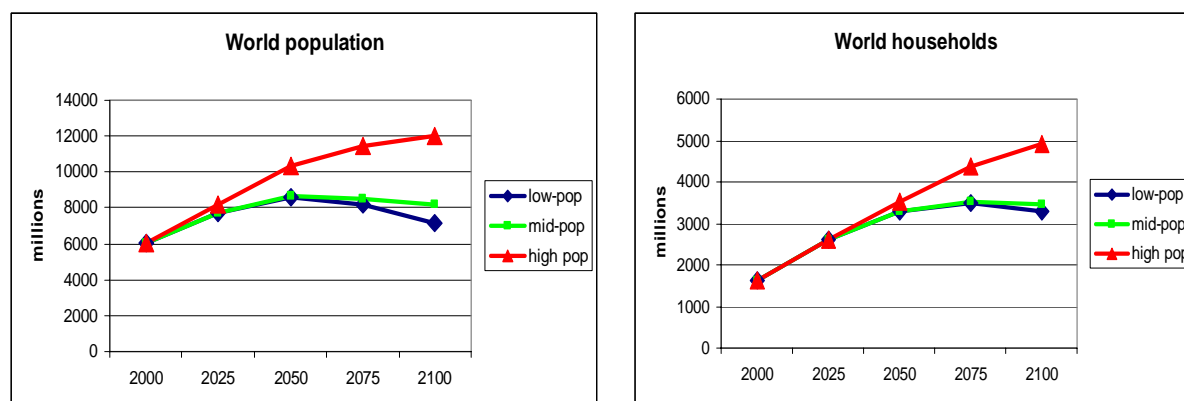 World population
14000
12000
10000
8000
6000
4000
2000
0
millions
2000 2025 2050 2075 2100
low-pop
mid-pop
high pop
World households
6000
5000
4000
3000
2000
1000
0
millions
2000 2025 2050 2075 2100
low-pop
mid-pop
high pop